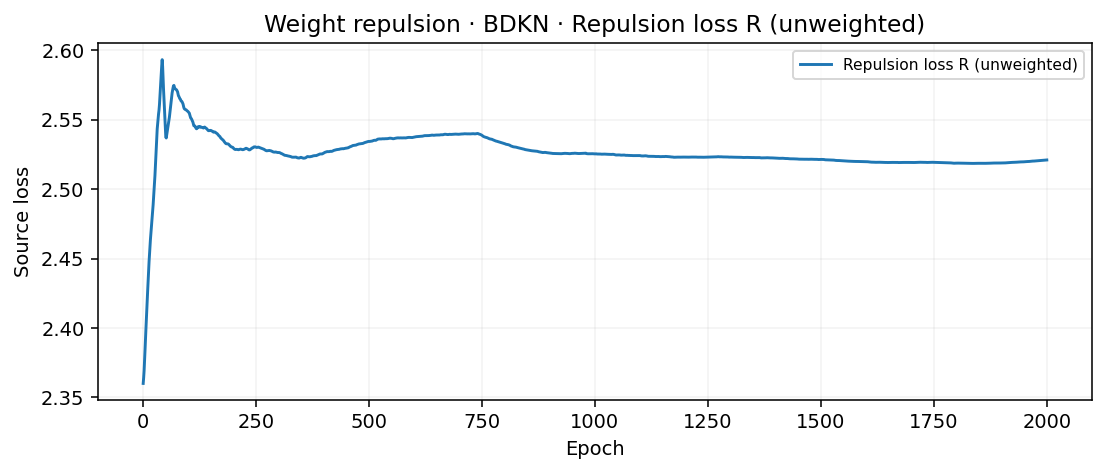 Weight repulsion · BDKN · Repulsion loss R (unweighted)
Repulsion loss R (unweighted)
Source loss
2.60
2.55
2.50
2.45
2.40
2.35
0 250 500 750 1000 1250 1500 1750 2000
Epoch